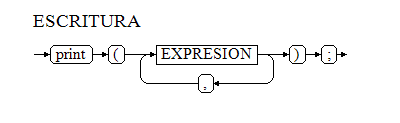 ESCRITURA
print ( EXPRESION ) ;
,